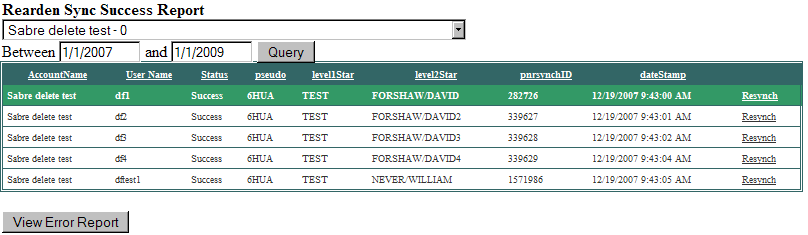 Rearden Sync Success Report
Sabre delete test - 0
Between 1/1/2007 and 1/1/2009 Query
AccountName User Name Status pseudo level1Star level2Star pnrsynchID dateStamp
Sabre delete test df1 Success 6HUA TEST FORSHAW/DAVID 282726 12/19/2007 9:43:00 AM Resynch
Sabre delete test df2 Success 6HUA TEST FORSHAW/DAVID2 339627 12/19/2007 9:43:01 AM Resynch
Sabre delete test df3 Success 6HUA TEST FORSHAW/DAVID3 339628 12/19/2007 9:43:02 AM Resynch
Sabre delete test df4 Success 6HUA TEST FORSHAW/DAVID4 339629 12/19/2007 9:43:04 AM Resynch
Sabre delete test dftest1 Success 6HUA TEST NEVER/WILLIAM 1571986 12/19/2007 9:43:05 AM Resynch
View Error Report